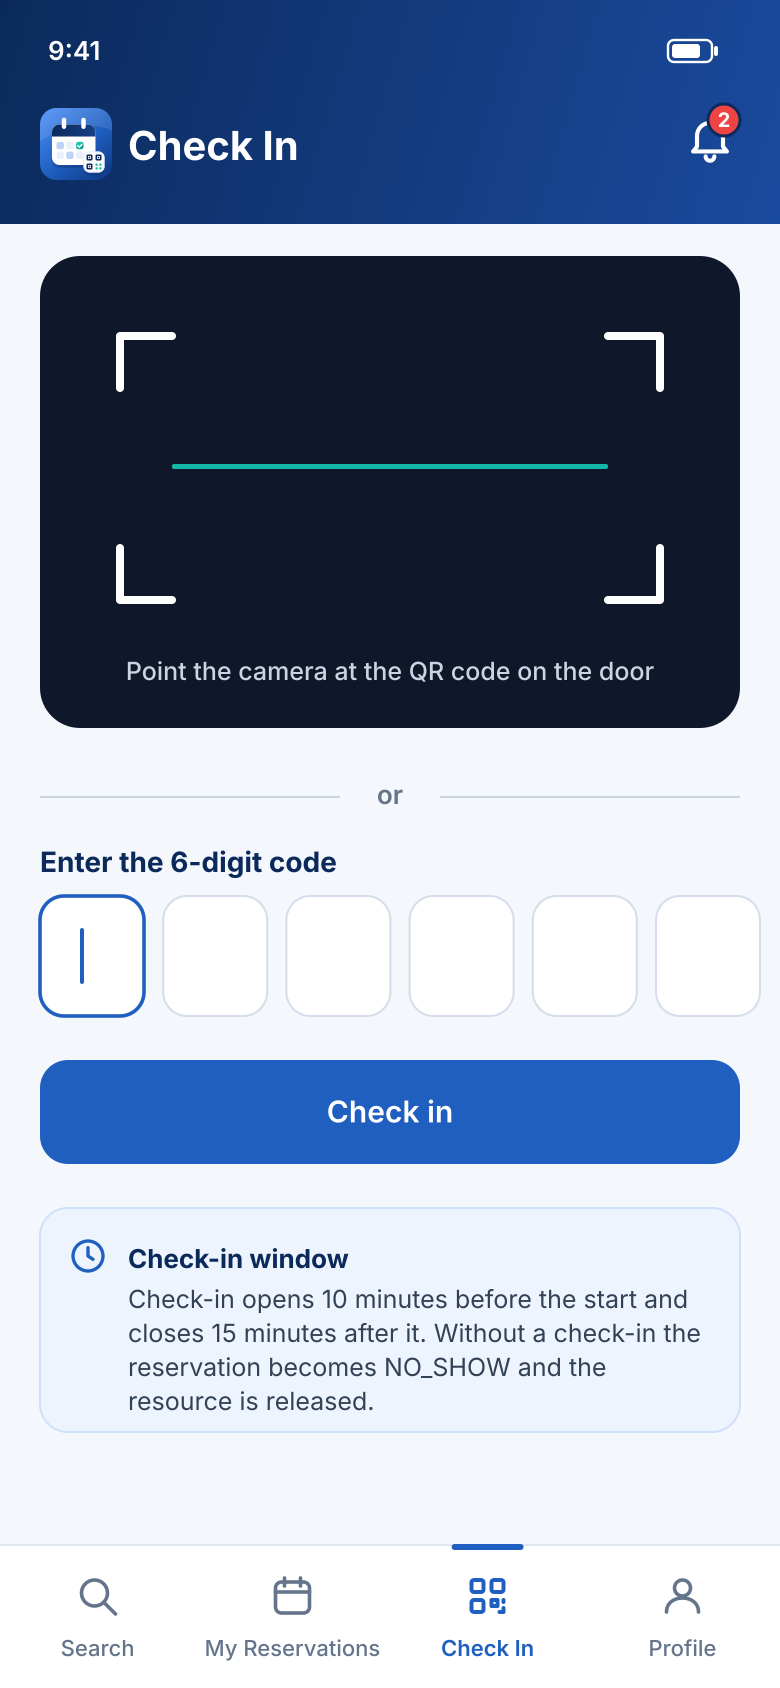 9:41
Check In
2
Point the camera at the QR code on the door
or
Enter the 6-digit code
Check in
Check-in window
Check-in opens 10 minutes before the start and
closes 15 minutes after it. Without a check-in the
reservation becomes NO_SHOW and the
resource is released.
Search
My Reservations
Check In
Profile